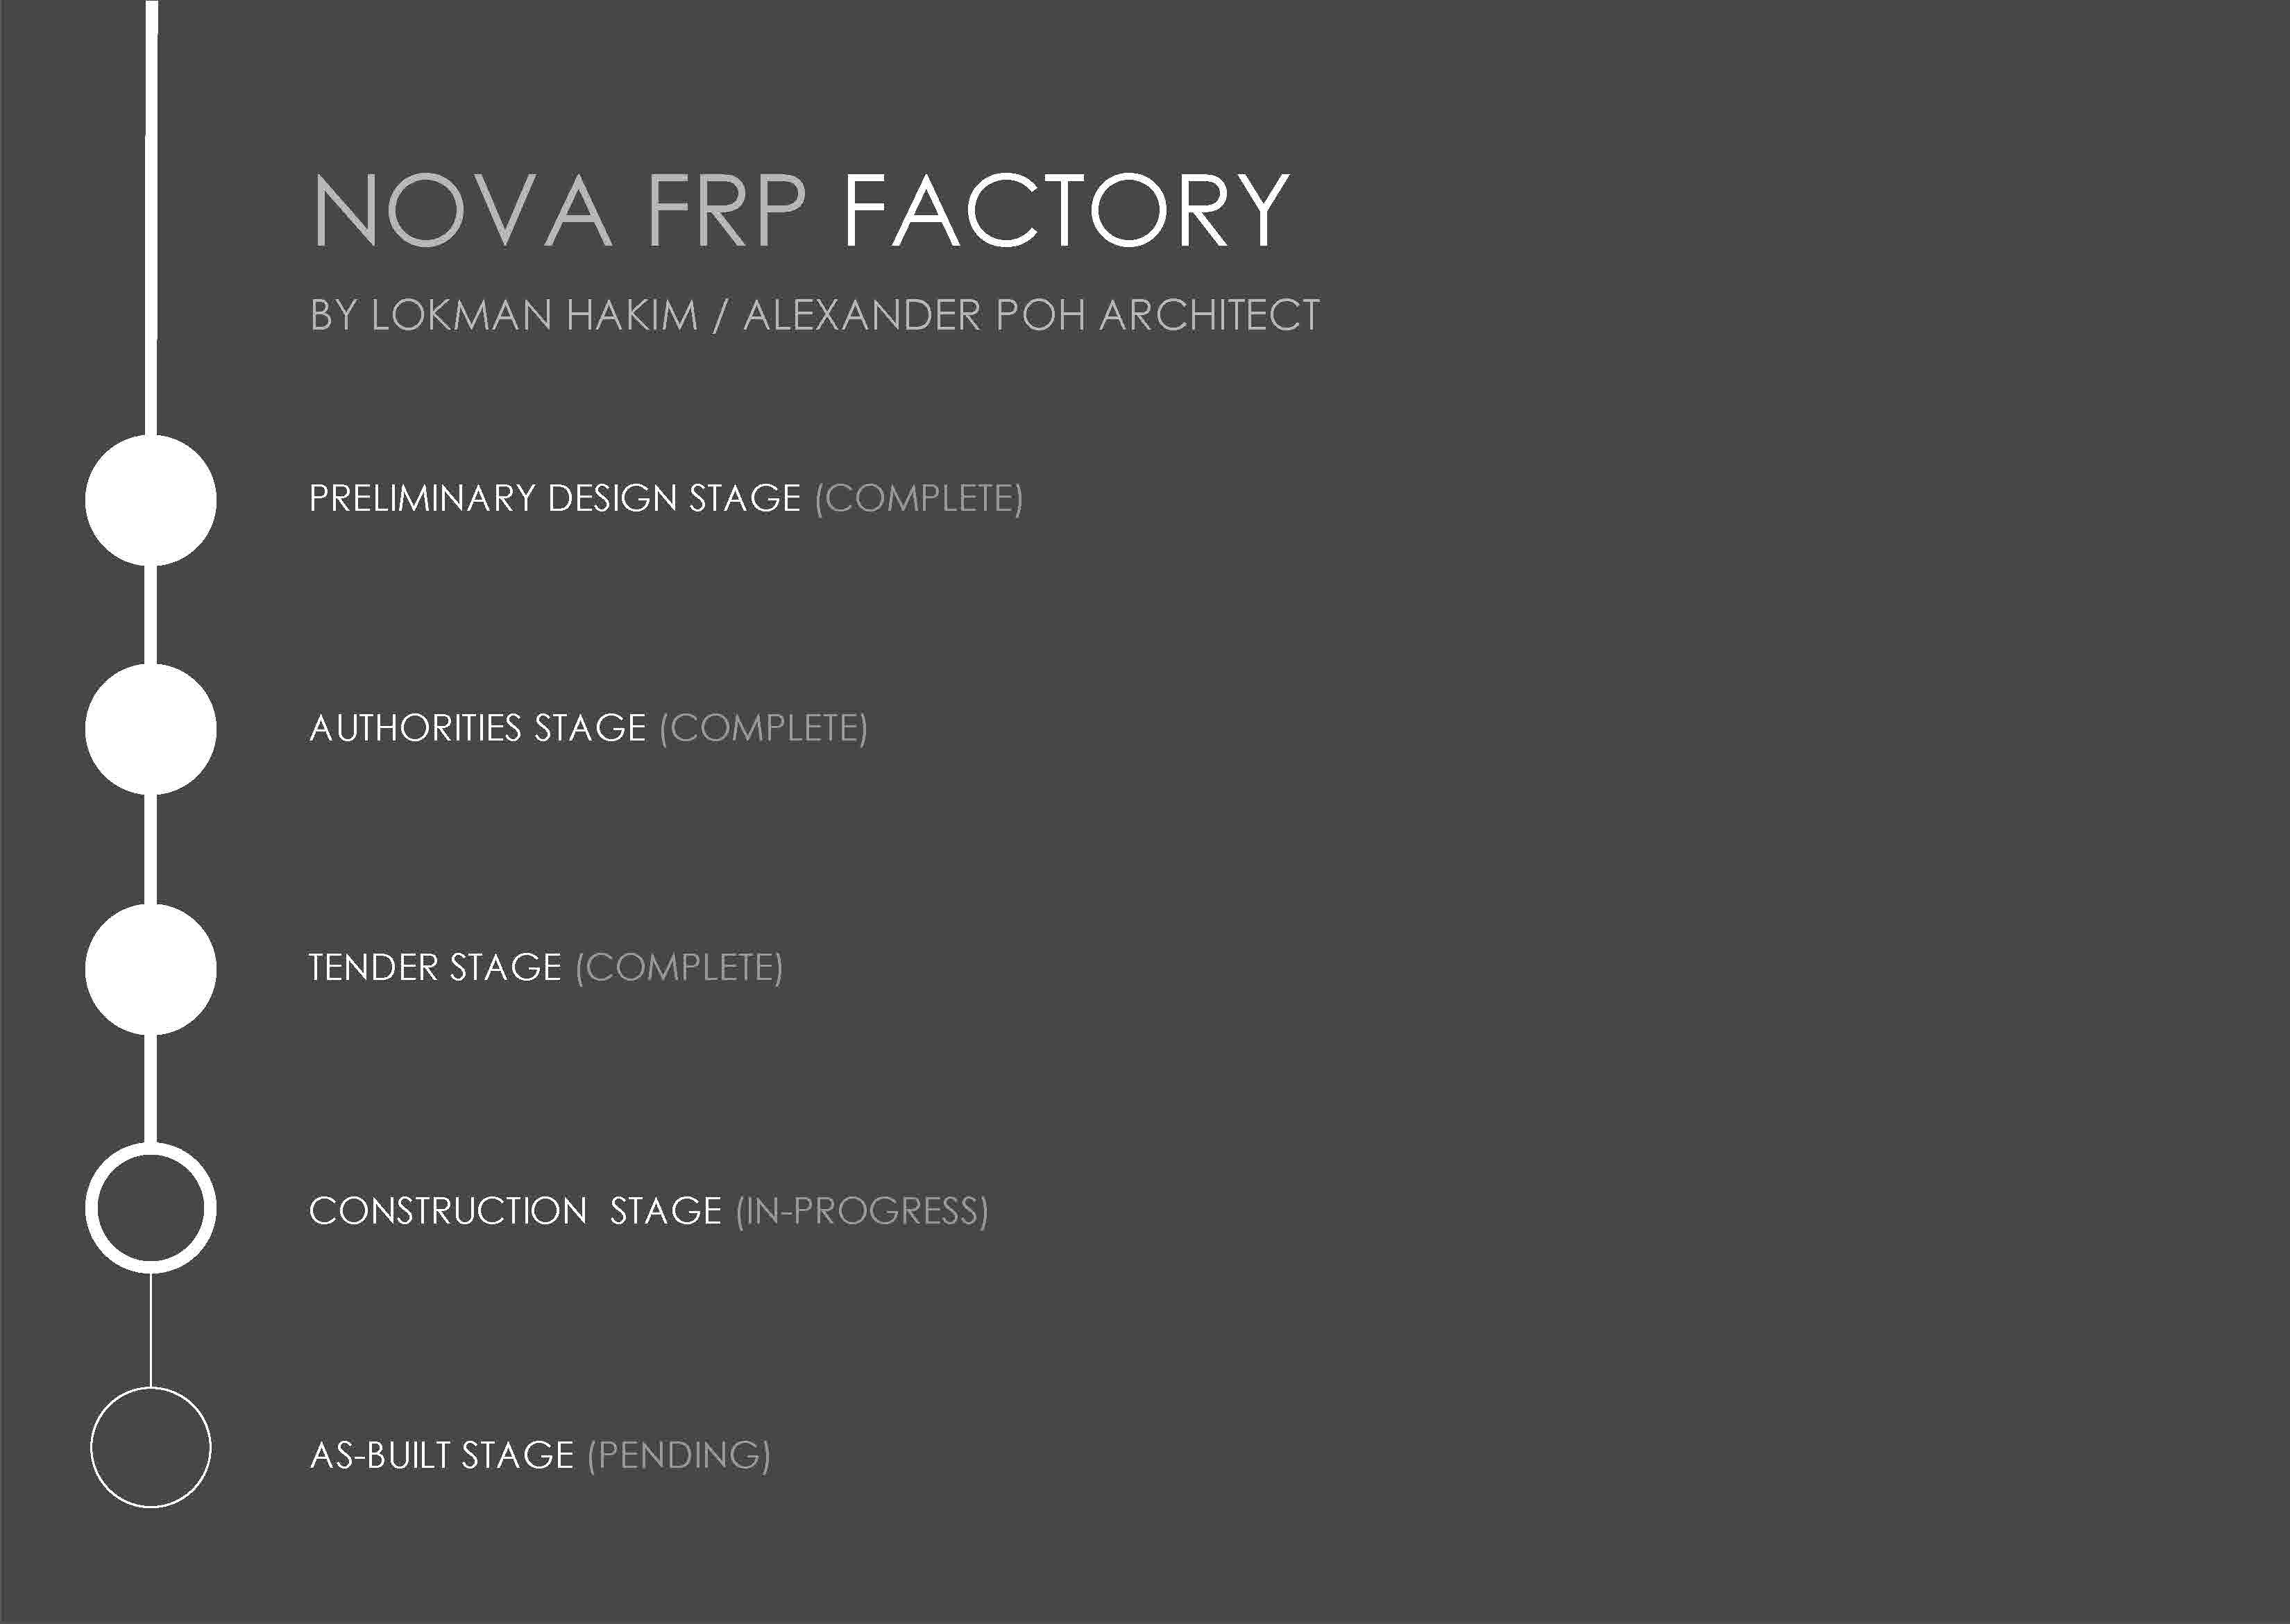 NOVA FRP FACTORY
BY LOKMAN HAKIM / ALEXANDER POH ARCHITECT
PRELIMINARY DESIGN STAGE (COMPLETE)
AUTHORITIES STAGE (COMPLETE)
TENDER STAGE (COMPLETE)
CONSTRUCTION STAGE (IN-PROGRESS)
AS-BUILT STAGE (PENDING)